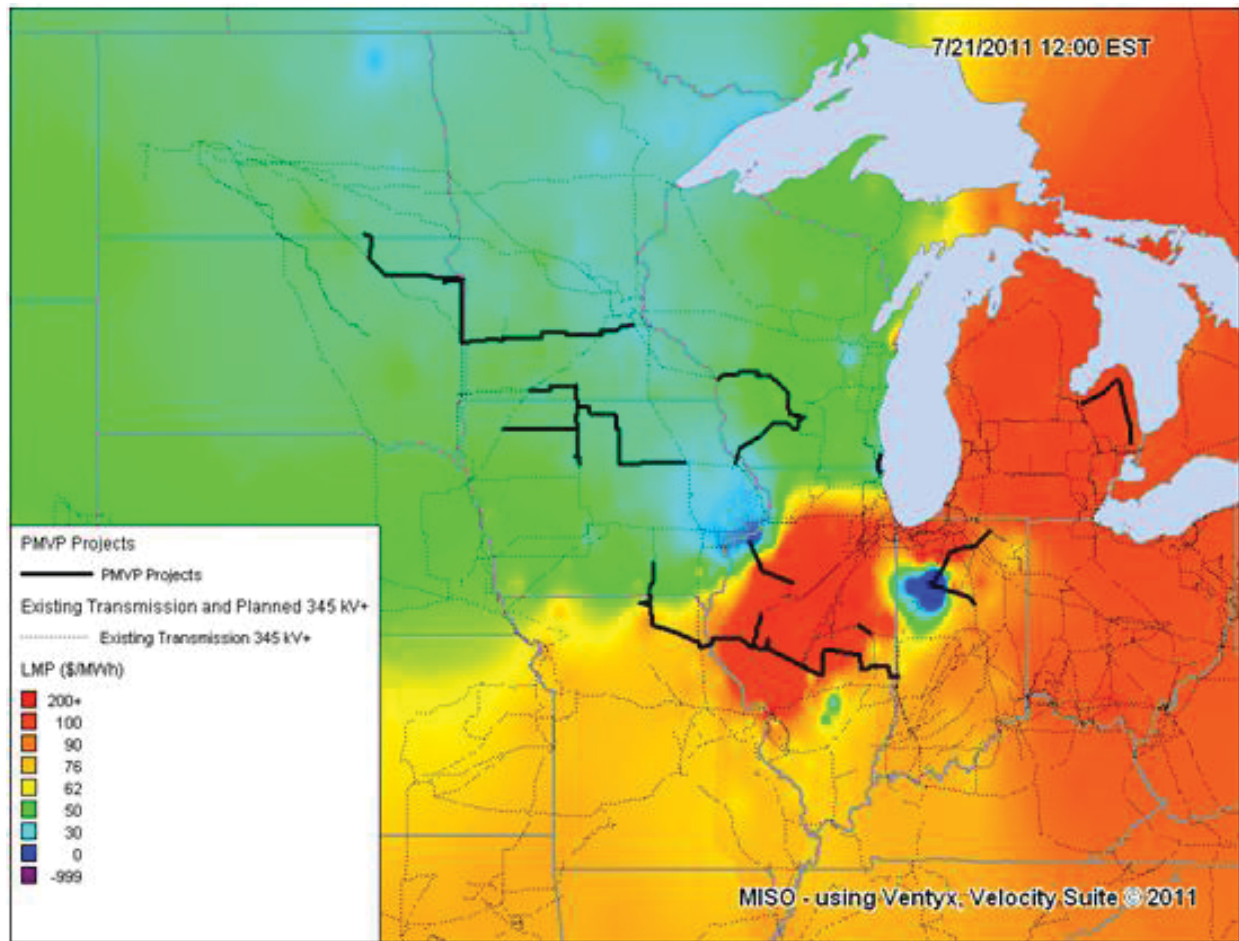 7/21/2011 12:00 EST
PMVP Projects
PMVP Projects
Existing Transmission and Planned 345 kV+
Existing Transmission 345 kV+
LMP ($/MWh)
200+
100
90
76
62
50
30
0
-999
MISO - using Ventyx, Velocity Suite © 2011